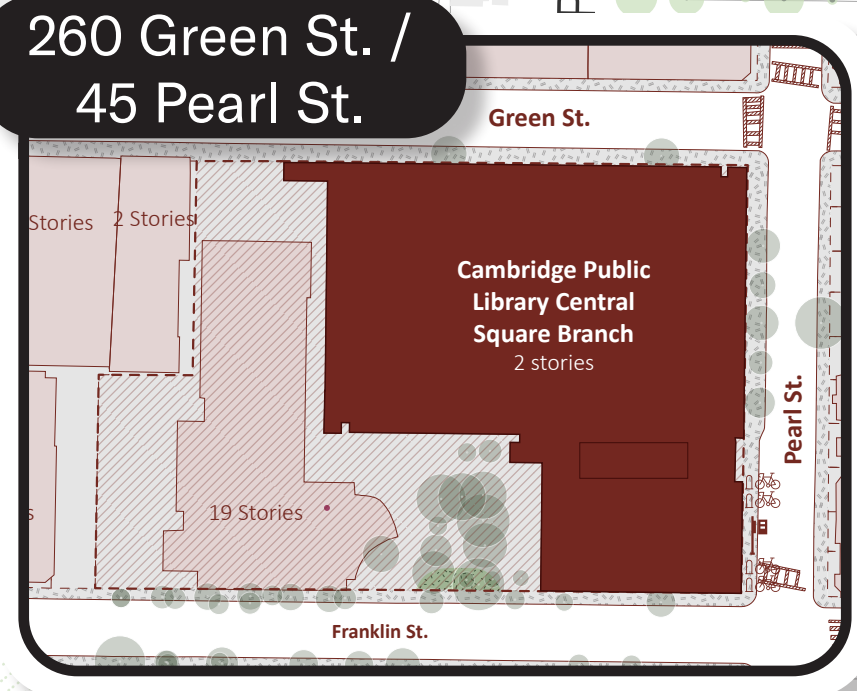 260 Green St. /
45 Pearl St.
Green St.
Stories
2 Stories
Cambridge Public
Library Central
Square Branch
2 stories
Pearl St.
19 Stories
s
Franklin St.